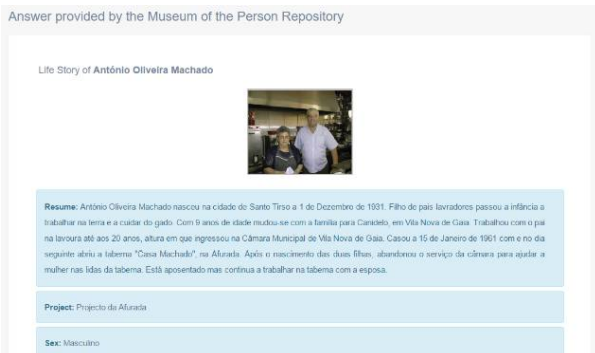 Answer provided by the Museum of the Person Repository
Life Story of António Oliveira Machado
Resume: António Oliveira Machado nasceu na cidade de Santo Tirso a 1 de Dezembro de 1931. Filho de pais lavradores passou a infância a
trabalhar na terra e a cuidar do gado. Com 9 anos de idade mudou-se com a família para Canidelo, em Vila Nova de Gaia. Trabalhou com o pai
na lavoura até aos 20 anos, altura em que ingressou na Câmara Municipal de Vila Nova de Gaia. Casou a 15 de Janeiro de 1961 com e no dia
seguinte abriu a taberna "Casa Machado", na Afurada. Após o nascimento das duas filhas, abandonou o serviço da câmara para ajudar a
mulher nas lidas da taberna. Está aposentado mas continua a trabalhar na taberna com a esposa.
Project: Projecto da Afurada
Sex: Masculino